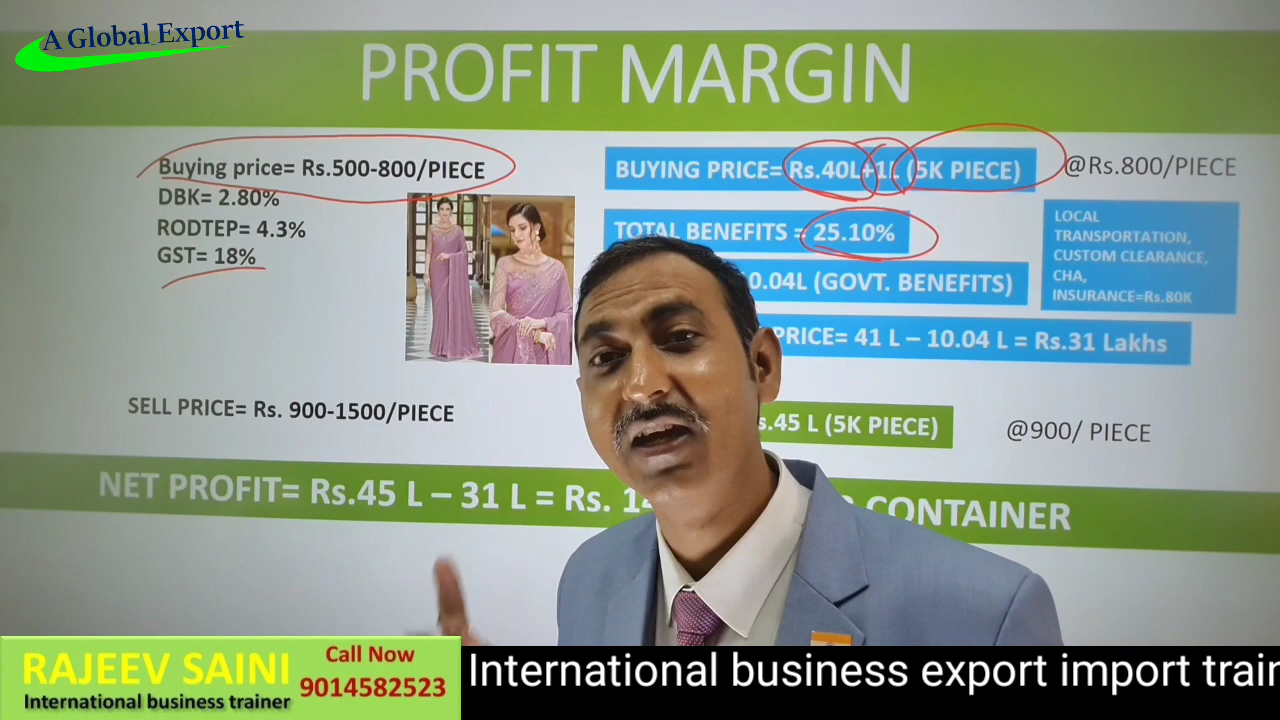 A Global Export
PROFIT MARGIN
Buying price= Rs.500-800/PIECE
DBK= 2.80%
RODTEP= 4.3%
GST= 18%
SELL PRICE= Rs. 900-1500/PIECE
BUYING PRICE= Rs.40L+1L (5K PIECE)
@Rs.800/PIECE
TOTAL BENEFITS = 25.10%
0.04L (GOVT. BENEFITS)
PRICE= 41 L – 10.04 L = Rs.31 Lakhs
LOCAL
TRANSPORTATION,
CUSTOM CLEARANCE,
CHA,
INSURANCE=Rs.80K
s.45 L (5K PIECE)
@900/ PIECE
NET PROFIT= Rs.45 L – 31 L = Rs. 14 CONTAINER
RAJEEV SAINI
International business trainer
Call Now
9014582523
International business export import trai